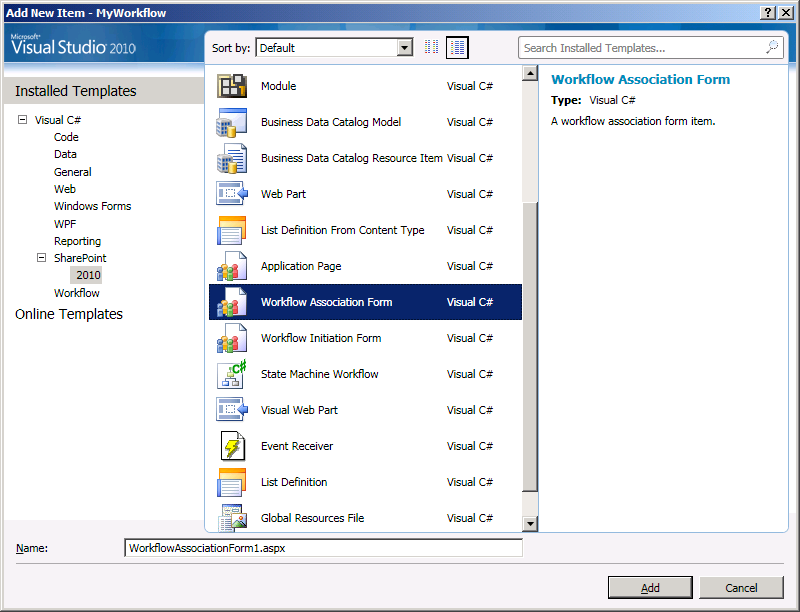 Add New Item - MyWorkflow
Microsoft®
Visual Studio 2010
Sort by: Default
Search Installed Templates...
Installed Templates
Visual C#
Code
Data
General
Web
Windows Forms
WPF
Reporting
SharePoint
2010
Workflow
Online Templates
Module Visual C#
Business Data Catalog Model Visual C#
Business Data Catalog Resource Item Visual C#
Web Part Visual C#
List Definition From Content Type Visual C#
Application Page Visual C#
Workflow Association Form Visual C#
Workflow Initiation Form Visual C#
C#
State Machine Workflow Visual C#
Visual Web Part Visual C#
Event Receiver Visual C#
List Definition Visual C#
Global Resources File Visual C#
Workflow Association Form
Type: Visual C#
A workflow association form item.
Name: WorkflowAssociationForm1.aspx
Add Cancel